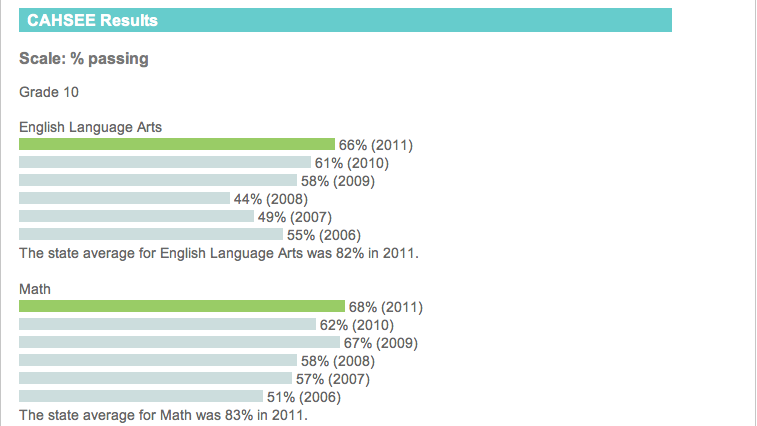 CAHSEE Results
Scale: % passing
Grade 10
English Language Arts
66% (2011)
61% (2010)
58% (2009)
44% (2008)
49% (2007)
55% (2006)
The state average for English Language Arts was 82% in 2011.
Math
68% (2011)
62% (2010)
67% (2009)
58% (2008)
57% (2007)
51% (2006)
The state average for Math was 83% in 2011.